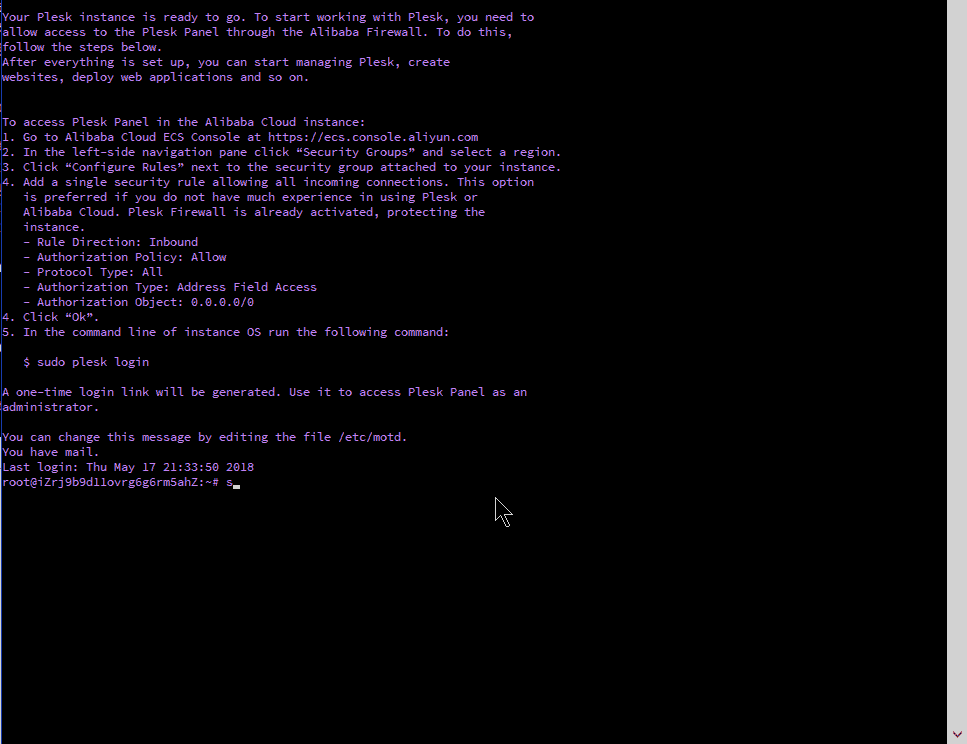 Your Plesk instance is ready to go. To start working with Plesk, you need to
allow access to the Plesk Panel through the Alibaba Firewall. To do this,
follow the steps below.
After everything is set up, you can start managing Plesk, create
websites, deploy web applications and so on.
To access Plesk Panel in the Alibaba Cloud instance:
1. Go to Alibaba Cloud ECS Console at https://ecs.console.aliyun.com
2. In the left-side navigation pane click “Security Groups” and select a region.
3. Click “Configure Rules” next to the security group attached to your instance.
4. Add a single security rule allowing all incoming connections. This option
is preferred if you do not have much experience in using Plesk or
Alibaba Cloud. Plesk Firewall is already activated, protecting the
instance.
- Rule Direction: Inbound
- Authorization Policy: Allow
- Protocol Type: All
- Authorization Type: Address Field Access
- Authorization Object: 0.0.0.0/0
4. Click “Ok”.
5. In the command line of instance OS run the following command:
$ sudo plesk login
A one-time login link will be generated. Use it to access Plesk Panel as an
administrator.
You can change this message by editing the file /etc/motd.
You have mail.
Last login: Thu May 17 21:33:50 2018
root@iZrj9b9d1lovrg6g6rm5ahZ:~# s